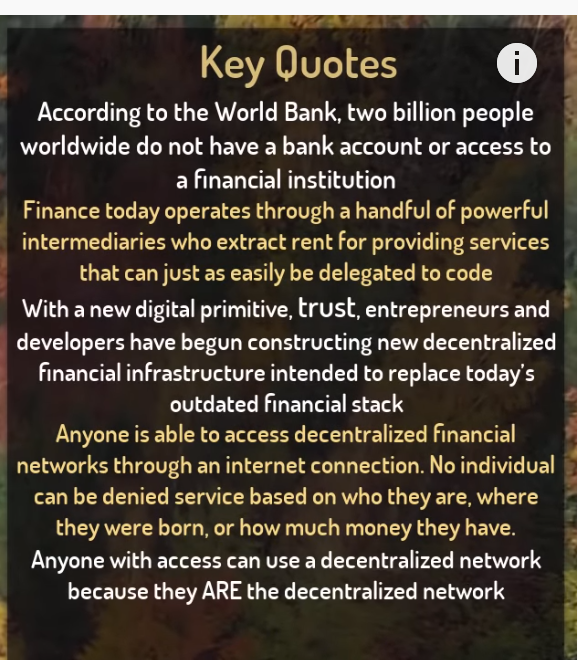 Key Quotes
i
According to the World Bank, two billion people
worldwide do not have a bank account or access to
a financial institution
Finance today operates through a handful of powerful
intermediaries who extract rent for providing services
that can just as easily be delegated to code
With a new digital primitive, trust, entrepreneurs and
developers have begun constructing new decentralized
financial infrastructure intended to replace today's
outdated financial stack
Anyone is able to access decentralized financial
networks through an internet connection. No individual
can be denied service based on who they are, where
they were born, or how much money they have.
Anyone with access can use a decentralized network
because they ARE the decentralized network